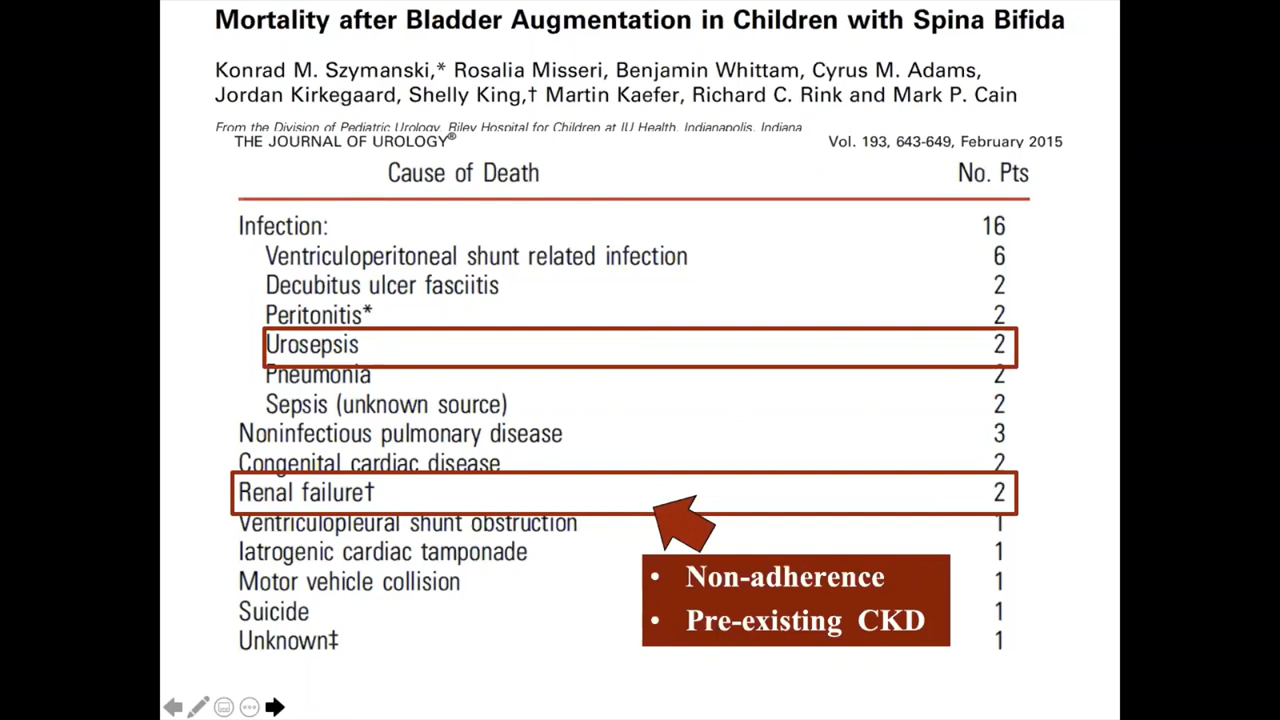 Mortality after Bladder Augmentation in Children with Spina Bifida
Konrad M. Szymanski,* Rosalia Misseri, Benjamin Whittam, Cyrus M. Adams,
Jordan Kirkegaard, Shelly King,† Martin Kaefer, Richard C. Rink and Mark P. Cain
From the Division of Pediatric Urology, Riley Hospital for Children at IU Health, Indianapolis, Indiana
THE JOURNAL OF UROLOGY® Vol. 193, 643-649, February 2015
Cause of Death No. Pts
Infection: 16
Ventriculoperitoneal shunt related infection 6
Decubitus ulcer fasciitis 2
Peritonitis* 2
Urosepsis 2
Pneumonia 2
Sepsis (unknown source) 2
Noninfectious pulmonary disease 3
Congenital cardiac disease 2
Renal failure† 2
Ventriculopleural shunt obstruction 1
Iatrogenic cardiac tamponade 1
Motor vehicle collision 1
Suicide 1
Unknown‡ 1
• Non-adherence
• Pre-existing CKD